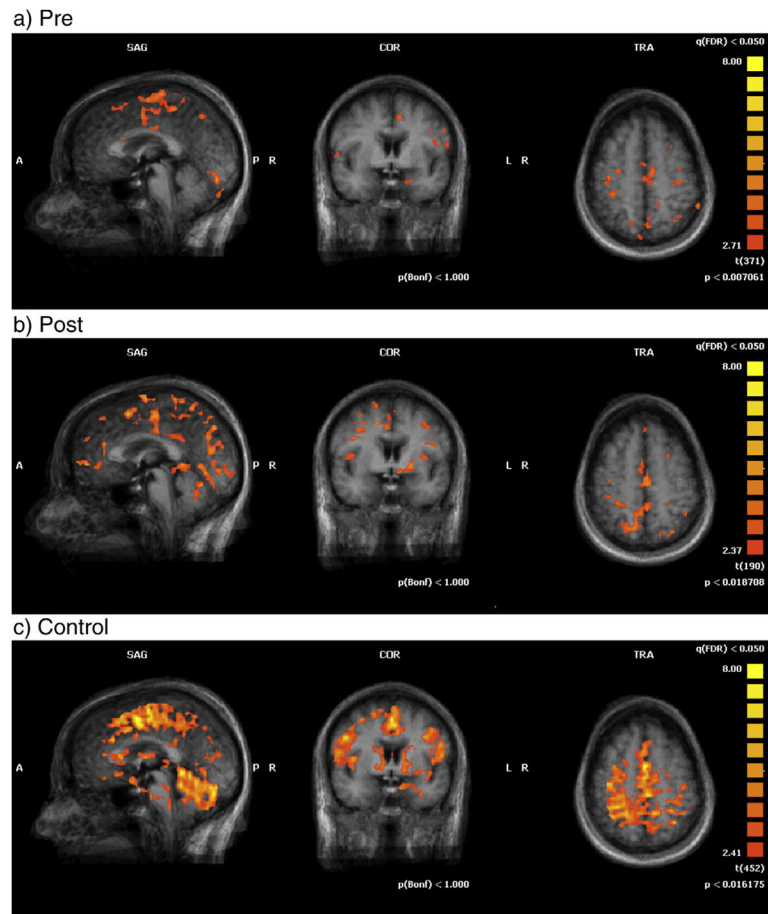 a) Pre
SAG COR TRA q(FDR) < 0.050
8.00
A P R L R
2.71
t(371)
p(Bonf) < 1.000 p < 0.007061
b) Post
SAG COR TRA q(FDR) < 0.050
8.00
A P R L R
2.37
t(190)
p(Bonf) < 1.000 p < 0.018708
c) Control
SAG COR TRA q(FDR) < 0.050
8.00
A P R L R
2.41
t(452)
p(Bonf) < 1.000 p < 0.016175